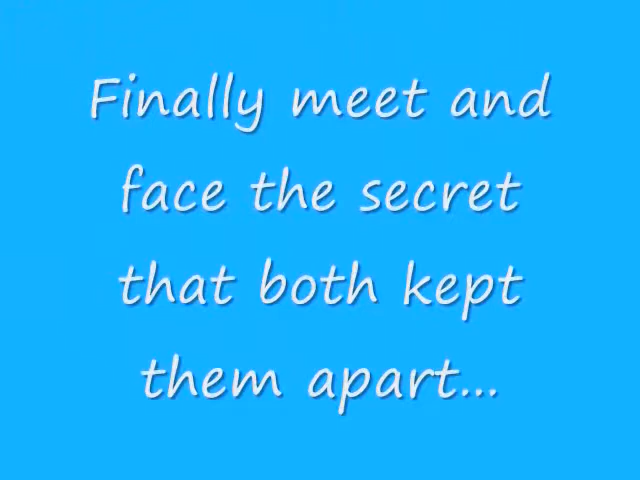 Finally meet and
face the secret
that both kept
them apart...